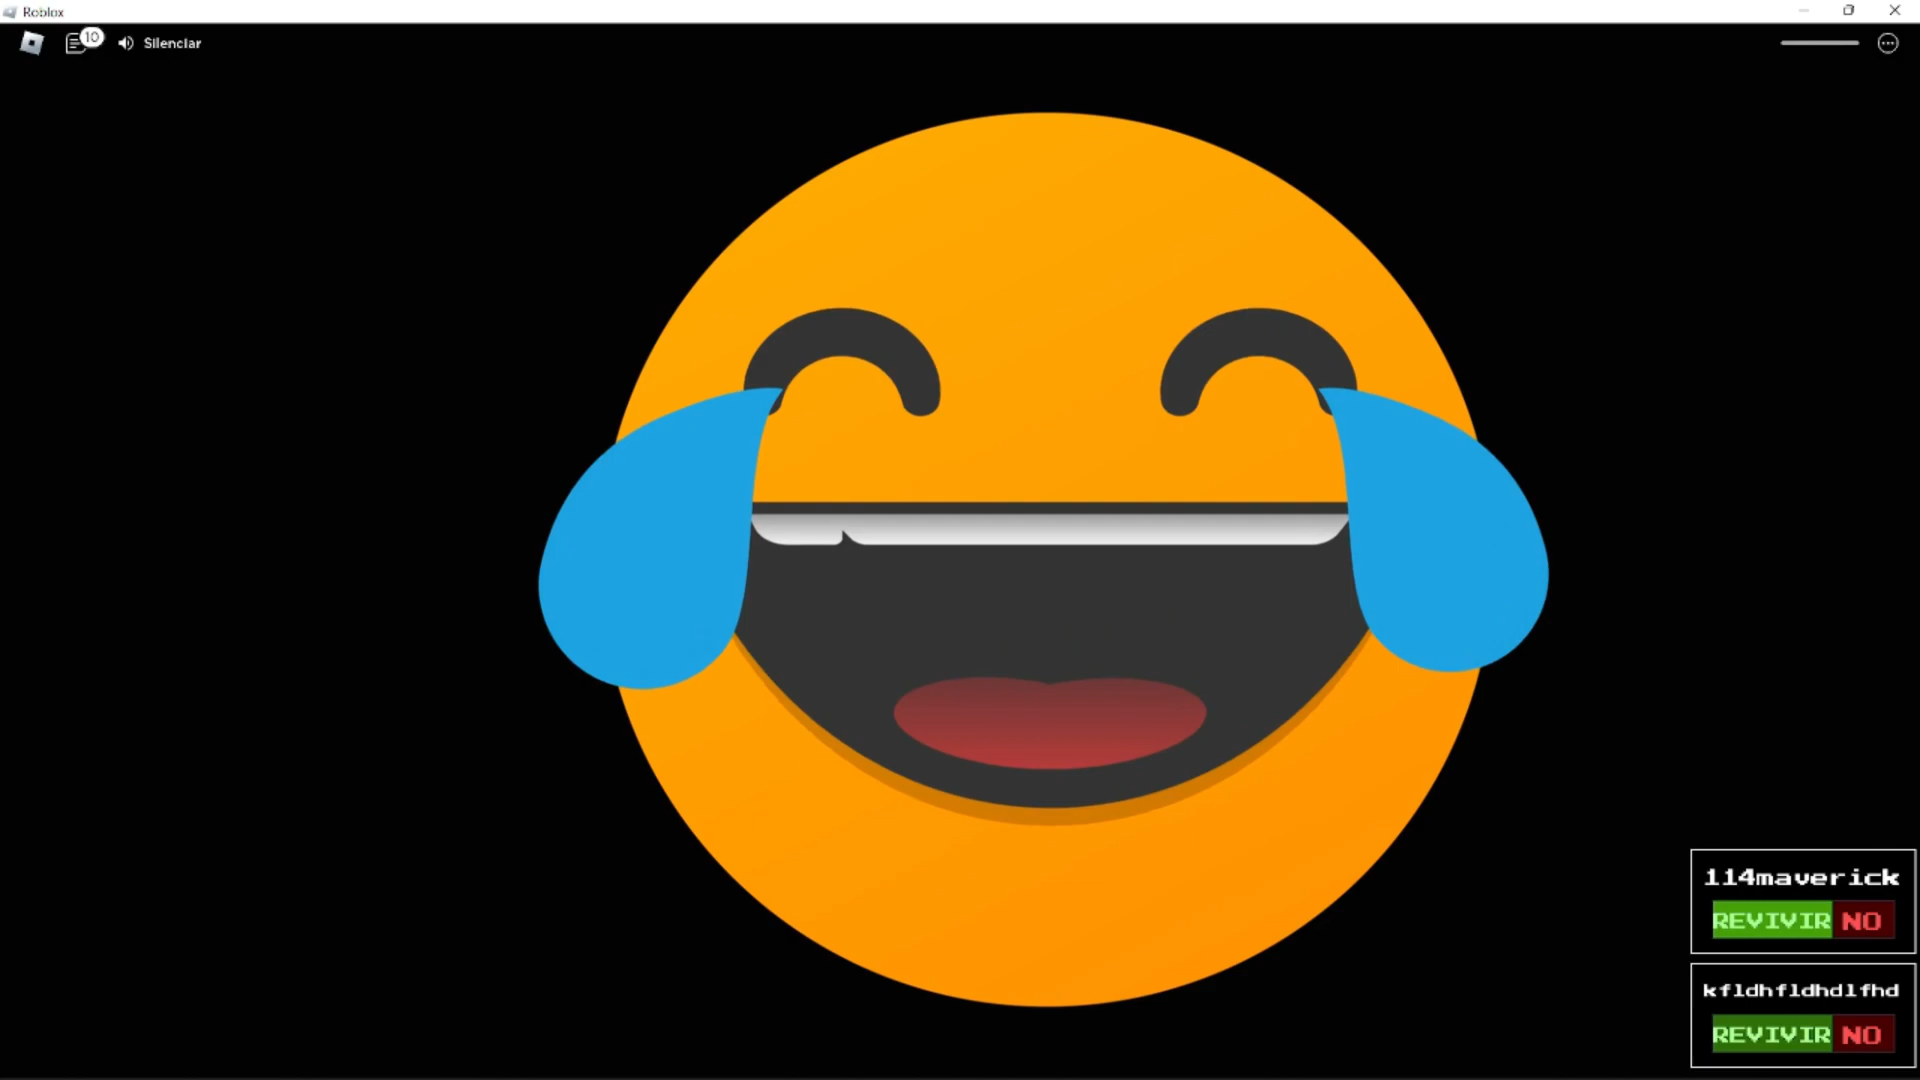 Roblox
10
Silenciar
114maverick
REVIVIR NO
kfldhfldhdlfhd
REVIVIR NO